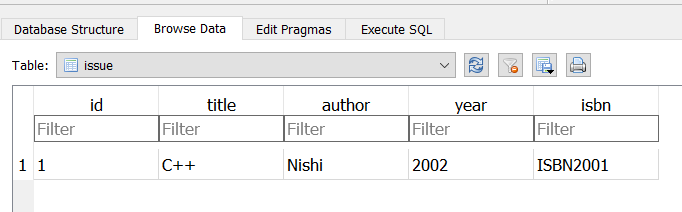 Database Structure Browse Data Edit Pragmas Execute SQL
Table: issue
id title author year isbn
Filter Filter Filter Filter Filter
1 1 C++ Nishi 2002 ISBN2001